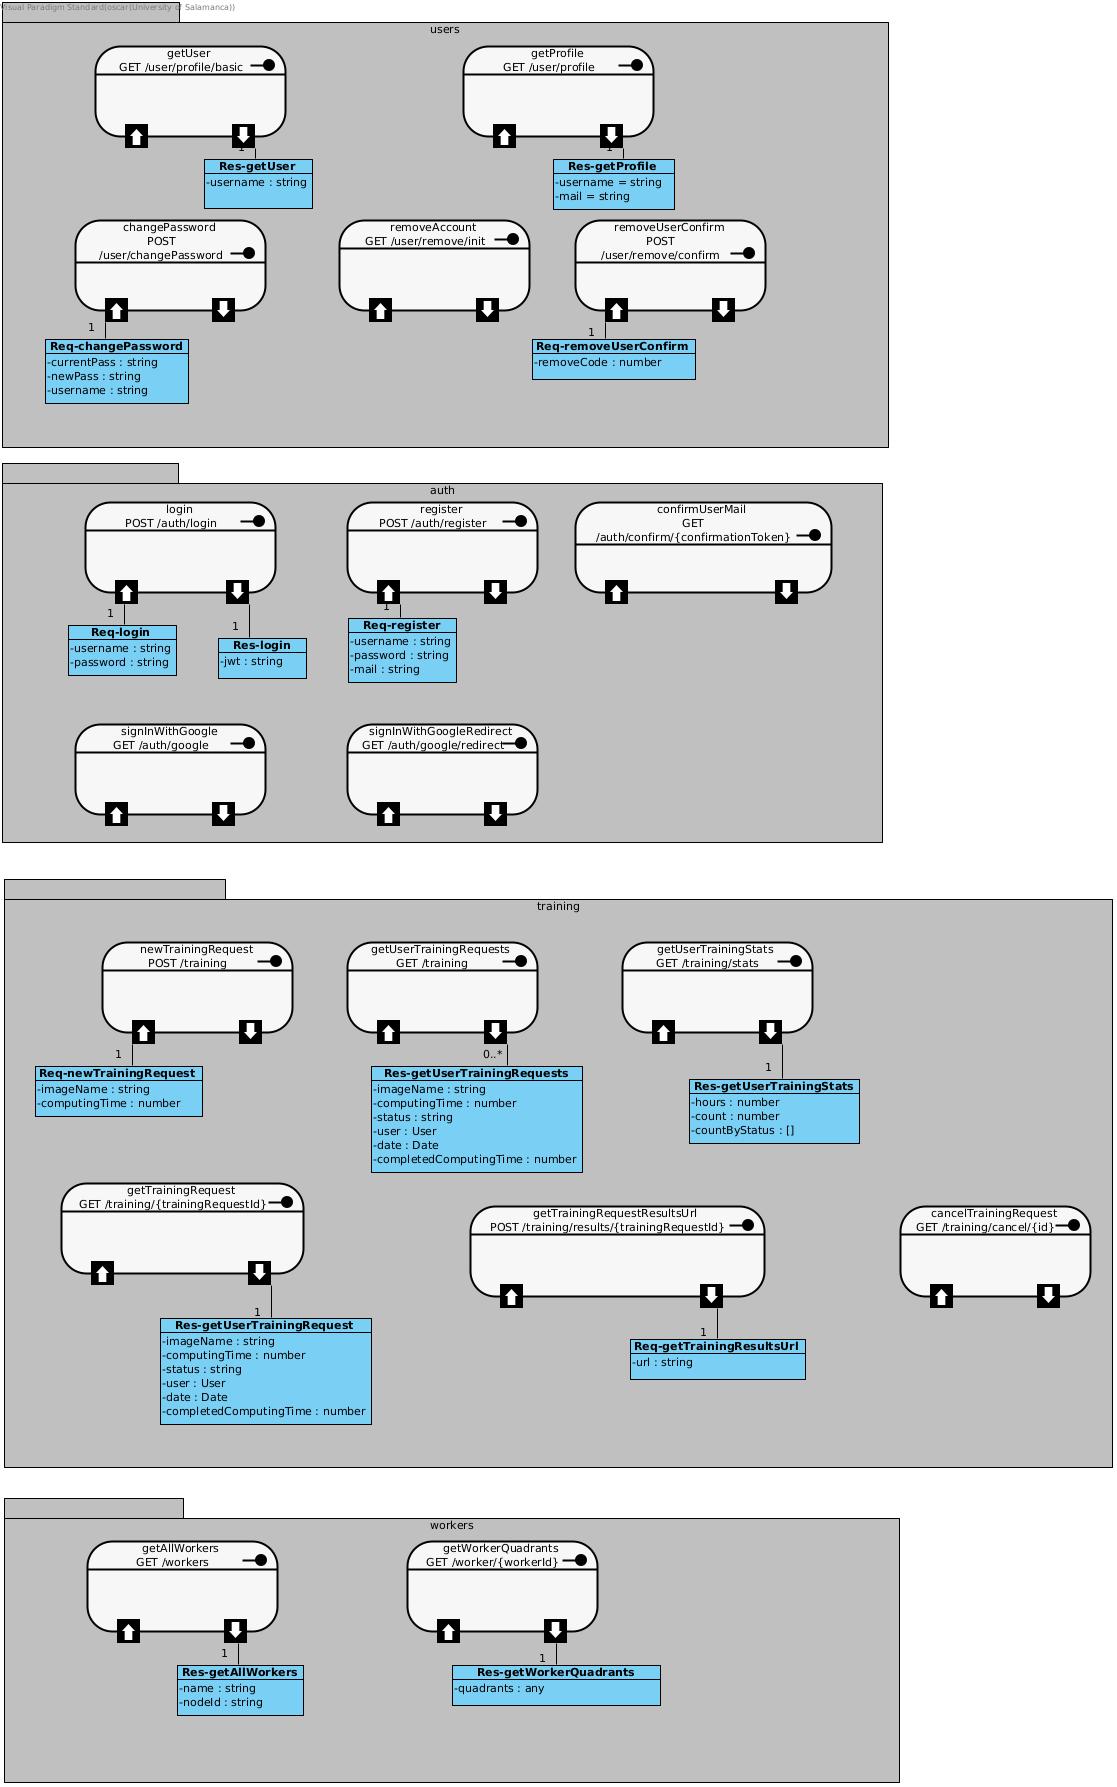 Visual Paradigm Standard(oscar(University of Salamanca))
users
getUser
GET /user/profile/basic
getProfile
GET /user/profile
1
Res-getUser
-username : string
1
Res-getProfile
-username = string
-mail = string
changePassword
POST
/user/changePassword
removeAccount
GET /user/remove/init
removeUserConfirm
POST
/user/remove/confirm
1
Req-changePassword
-currentPass : string
-newPass : string
-username : string
1
Req-removeUserConfirm
-removeCode : number
auth
login
POST /auth/login
register
POST /auth/register
confirmUserMail
GET
/auth/confirm/{confirmationToken}
1
Req-login
-username : string
-password : string
1
Res-login
-jwt : string
1
Req-register
-username : string
-password : string
-mail : string
signInWithGoogle
GET /auth/google
signInWithGoogleRedirect
GET /auth/google/redirect
training
newTrainingRequest
POST /training
getUserTrainingRequests
GET /training
getUserTrainingStats
GET /training/stats
1
Req-newTrainingRequest
-imageName : string
-computingTime : number
0..*
Res-getUserTrainingRequests
-imageName : string
-computingTime : number
-status : string
-user : User
-date : Date
-completedComputingTime : number
1
Res-getUserTrainingStats
-hours : number
-count : number
-countByStatus : []
getTrainingRequest
GET /training/{trainingRequestId}
getTrainingRequestResultsUrl
POST /training/results/{trainingRequestId}
cancelTrainingRequest
GET /training/cancel/{id}
1
Res-getUserTrainingRequest
-imageName : string
-computingTime : number
-status : string
-user : User
-date : Date
-completedComputingTime : number
1
Req-getTrainingResultsUrl
-url : string
workers
getAllWorkers
GET /workers
getWorkerQuadrants
GET /worker/{workerId}
1
Res-getAllWorkers
-name : string
-nodeId : string
1
Res-getWorkerQuadrants
-quadrants : any